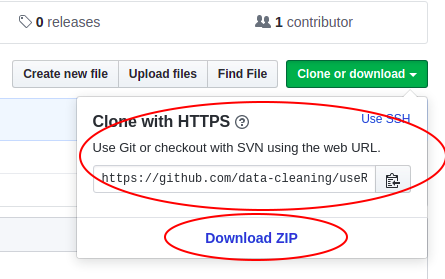 0 releases
1 contributor
Create new file
Upload files
Find File
Clone or download
Clone with HTTPS
Use SSH
Use Git or checkout with SVN using the web URL.
https://github.com/data-cleaning/useR
Download ZIP